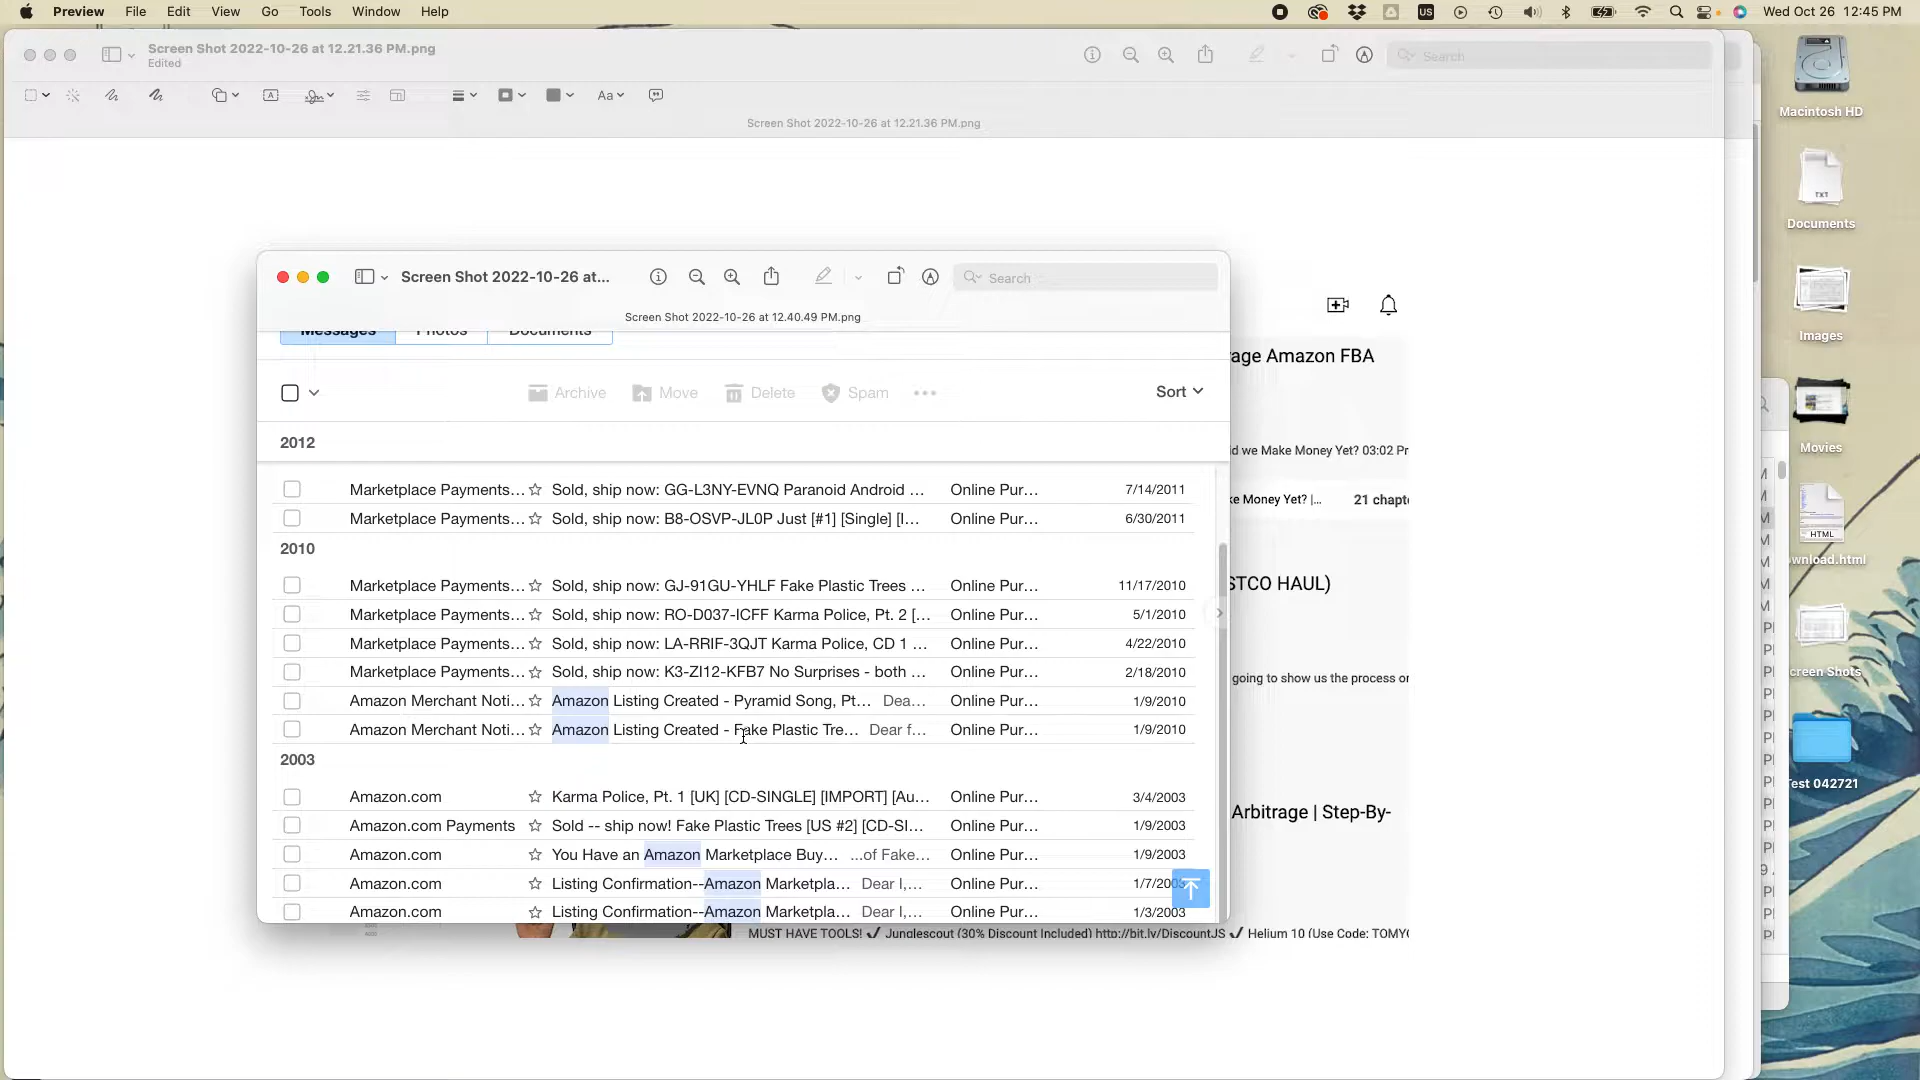 Preview File Edit View Go Tools Window Help
US
Wed Oct 26 12:45 PM
Screen Shot 2022-10-26 at 12.21.36 PM.png
Edited
Search
Aa
Screen Shot 2022-10-26 at 12.21.36 PM.png
Macintosh HD
TXT
Documents
Images
Movies
HTML
wnload.html
creen Shots
Test 042721
Screen Shot 2022-10-26 at...
Search
Screen Shot 2022-10-26 at 12.40.49 PM.png
Messages Photos Documents
Archive Move Delete Spam ••• Sort
2012
Marketplace Payments... Sold, ship now: GG-L3NY-EVNQ Paranoid Android ... Online Pur... 7/14/2011
Marketplace Payments... Sold, ship now: B8-OSVP-JL0P Just [#1] [Single] [I... Online Pur... 6/30/2011
2010
Marketplace Payments... Sold, ship now: GJ-91GU-YHLF Fake Plastic Trees ... Online Pur... 11/17/2010
Marketplace Payments... Sold, ship now: RO-D037-ICFF Karma Police, Pt. 2 [... Online Pur... 5/1/2010
Marketplace Payments... Sold, ship now: LA-RRIF-3QJT Karma Police, CD 1 ... Online Pur... 4/22/2010
Marketplace Payments... Sold, ship now: K3-ZI12-KFB7 No Surprises - both ... Online Pur... 2/18/2010
Amazon Merchant Noti... Amazon Listing Created - Pyramid Song, Pt... Dea... Online Pur... 1/9/2010
Amazon Merchant Noti... Amazon Listing Created - Fake Plastic Tre... Dear f... Online Pur... 1/9/2010
2003
Amazon.com Karma Police, Pt. 1 [UK] [CD-SINGLE] [IMPORT] [Au... Online Pur... 3/4/2003
Amazon.com Payments Sold -- ship now! Fake Plastic Trees [US #2] [CD-SI... Online Pur... 1/9/2003
Amazon.com You Have an Amazon Marketplace Buy... ...of Fake... Online Pur... 1/9/2003
Amazon.com Listing Confirmation--Amazon Marketpla... Dear I,... Online Pur... 1/7/2003
Amazon.com Listing Confirmation--Amazon Marketpla... Dear I,... Online Pur... 1/3/2003
age Amazon FBA
d we Make Money Yet? 03:02 Pr
ke Money Yet? |... 21 chapte
STCO HAUL)
going to show us the process or
Arbitrage | Step-By-
MUST HAVE TOOLS! ✔ Junglescout (30% Discount Included) http://bit.ly/DiscountJS ✔ Helium 10 (Use Code: TOMYC